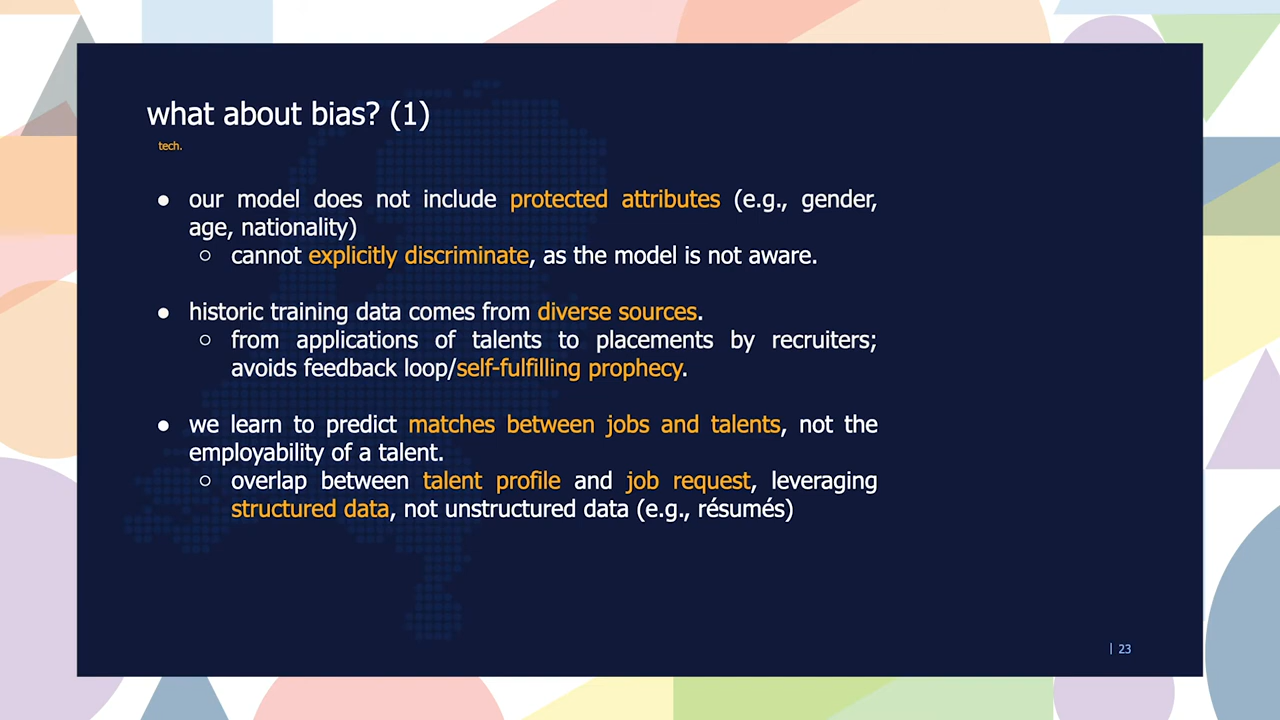 what about bias? (1)
tech.
● our model does not include protected attributes (e.g., gender,
age, nationality)
○ cannot explicitly discriminate, as the model is not aware.
● historic training data comes from diverse sources.
○ from applications of talents to placements by recruiters;
avoids feedback loop/self-fulfilling prophecy.
● we learn to predict matches between jobs and talents, not the
employability of a talent.
○ overlap between talent profile and job request, leveraging
structured data, not unstructured data (e.g., résumés)
| 23